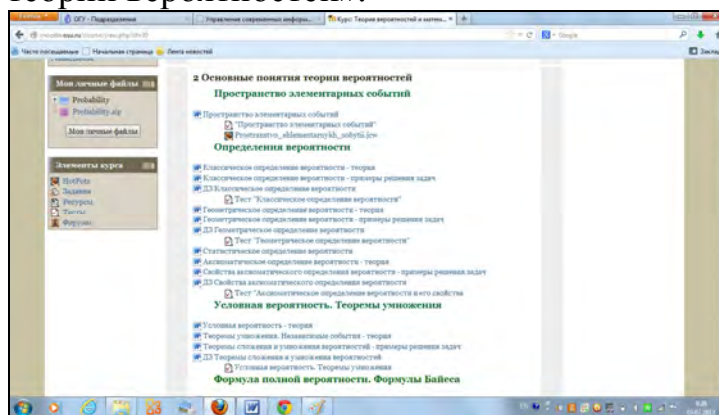 теории вероятностей».
ОГУ - Подразделения
Управление современным информ...
Курс: Теория вероятностей и матем...
Google
Часто посещаемые
Начальная страница
Лента новостей
Мои личные файлы
Probability
Probability.zip
Мои личные файлы
Элементы курса
HotPots
Задания
Ресурсы
Тесты
Форумы
2 Основные понятия теории вероятностей
Пространство элементарных событий
Пространство элементарных событий
"Пространство элементарных событий"
Prostranstvo_ehlementarnykh_sobytii.jcw
Определения вероятности
Классическое определение вероятности - теория
Классическое определение вероятности - примеры решения задач
ДЗ Классическое определение вероятности
Тест "Классическое определение вероятности"
Геометрическое определение вероятности - теория
Геометрическое определение вероятности - примеры решения задач
ДЗ Геометрическое определение вероятности
Тест "Геометрическое определение вероятности"
Статистическое определение вероятности
Аксиоматическое определение вероятности - теория
Свойства аксиоматического определения вероятности - примеры решения задач
ДЗ Свойства аксиоматического определения вероятности
Тест "Аксиоматическое определение вероятности и его свойства
Условная вероятность. Теоремы умножения
Условная вероятность - теория
Теоремы умножения. Независимые события - теория
Теоремы сложения и умножения вероятностей - примеры решения задач
ДЗ Теоремы сложения и умножения вероятностей
Условная вероятность. Теоремы умножения
Формула полной вероятности. Формулы Байеса